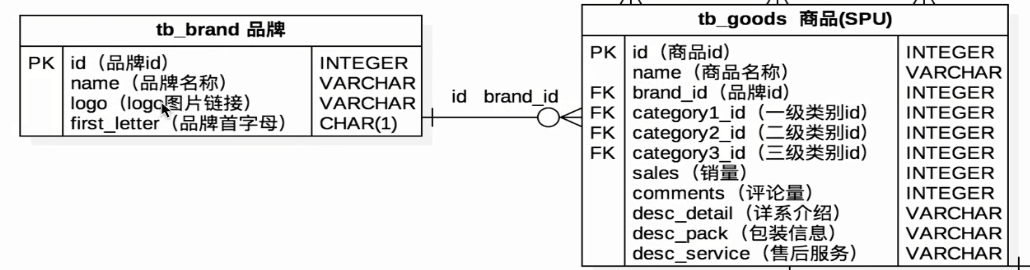 tb_brand 品牌
PK id（品牌id） INTEGER
name（品牌名称） VARCHAR
logo（logo图片链接） VARCHAR
first_letter（品牌首字母） CHAR(1)
id brand_id
tb_goods 商品(SPU)
PK id（商品id） INTEGER
name（商品名称） VARCHAR
FK brand_id（品牌id） INTEGER
FK category1_id（一级类别id） INTEGER
FK category2_id（二级类别id） INTEGER
FK category3_id（三级类别id） INTEGER
sales（销量） INTEGER
comments（评论量） INTEGER
desc_detail（详系介绍） VARCHAR
desc_pack（包装信息） VARCHAR
desc_service（售后服务） VARCHAR